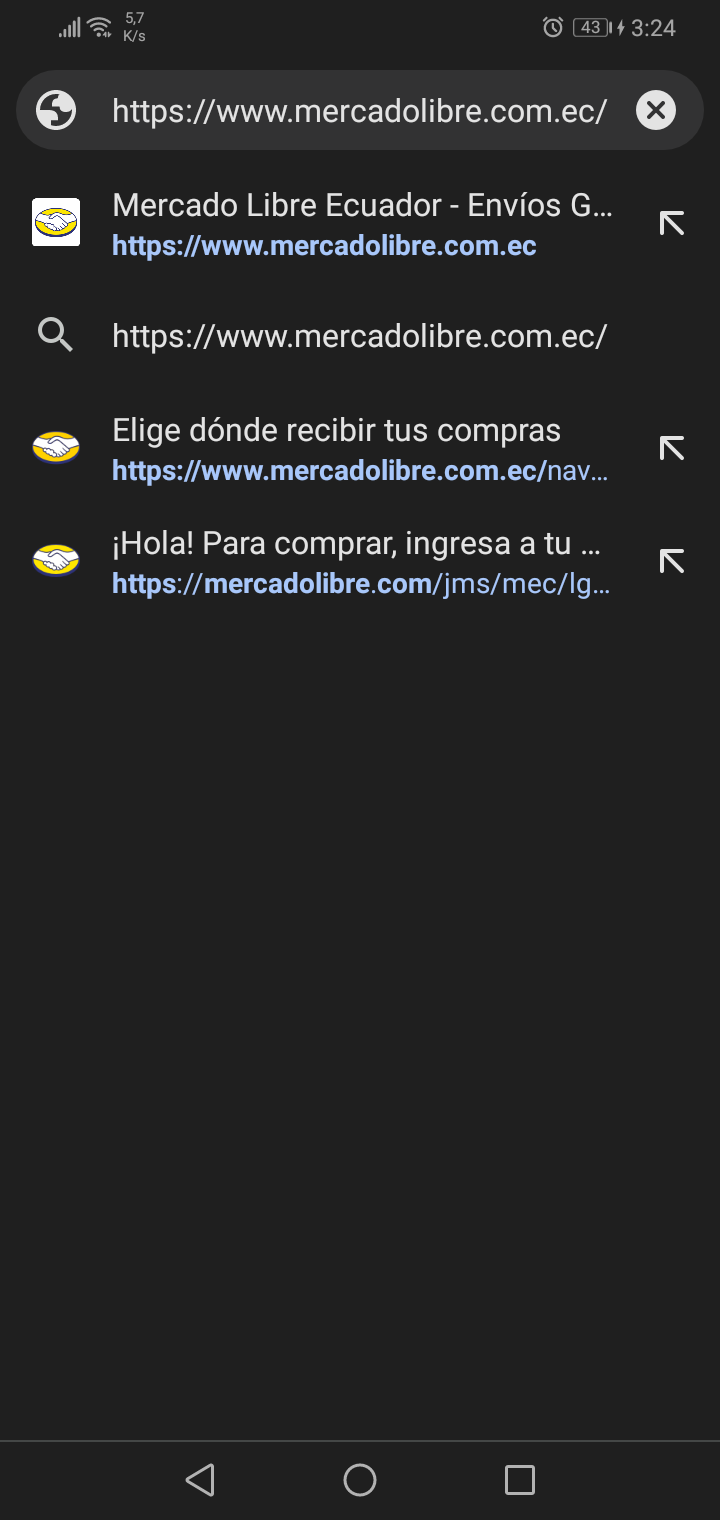 5,7
K/s
43
3:24
https://www.mercadolibre.com.ec/
Mercado Libre Ecuador - Envíos G...
https://www.mercadolibre.com.ec
https://www.mercadolibre.com.ec/
Elige dónde recibir tus compras
https://www.mercadolibre.com.ec/nav...
¡Hola! Para comprar, ingresa a tu ...
https://mercadolibre.com/jms/mec/lg...